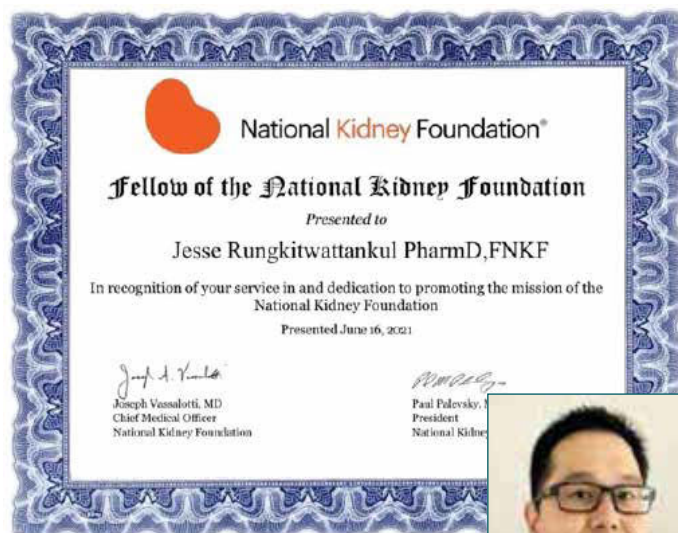 National Kidney Foundation®
Fellow of the National Kidney Foundation
Presented to
Jesse Rungkitwattankul PharmD,FNKF
In recognition of your service in and dedication to promoting the mission of the
National Kidney Foundation
Presented June 16, 2021
Joseph Vassalotti, MD
Chief Medical Officer
National Kidney Foundation
Paul Palevsky,
President
National Kidney